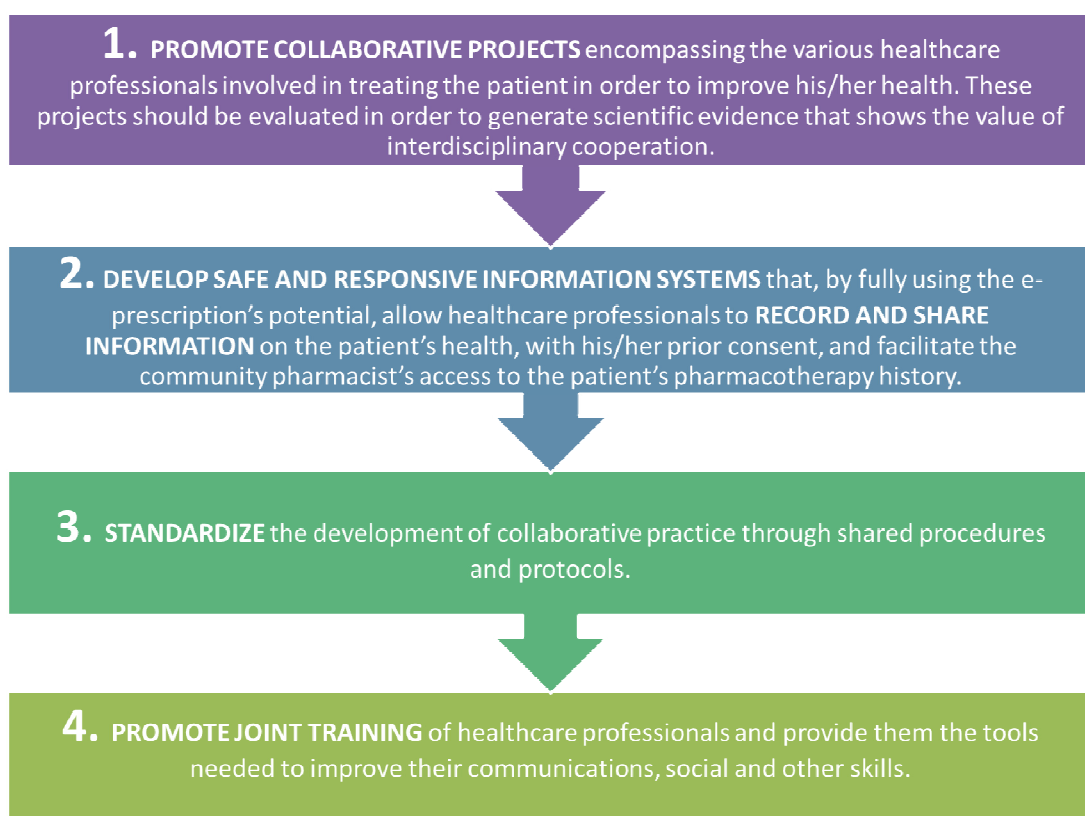 1. PROMOTE COLLABORATIVE PROJECTS encompassing the various healthcare
professionals involved in treating the patient in order to improve his/her health. These
projects should be evaluated in order to generate scientific evidence that shows the value of
interdisciplinary cooperation.
2. DEVELOP SAFE AND RESPONSIVE INFORMATION SYSTEMS that, by fully using the e-
prescription's potential, allow healthcare professionals to RECORD AND SHARE
INFORMATION on the patient's health, with his/her prior consent, and facilitate the
community pharmacist's access to the patient's pharmacotherapy history.
3. STANDARDIZE the development of collaborative practice through shared procedures
and protocols.
4. PROMOTE JOINT TRAINING of healthcare professionals and provide them the tools
needed to improve their communications, social and other skills.